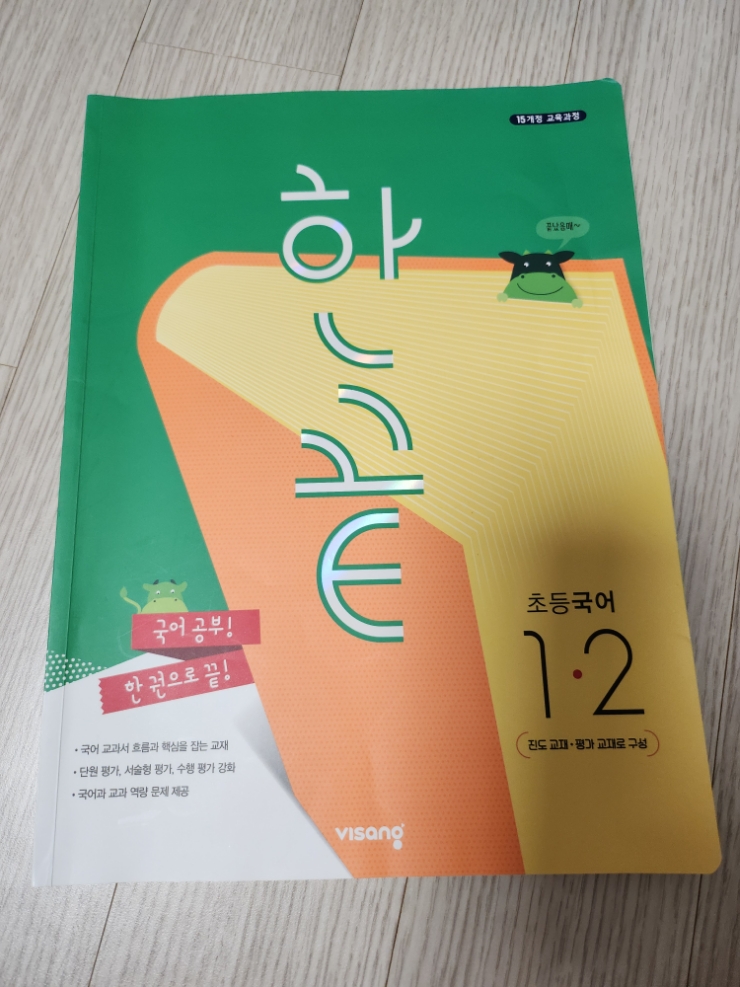 15개정 교육과정
한끝
초등국어
1·2
진도 교재·평가 교재로 구성
국어 공부!
한 권으로 끝!
• 국어 교과서 흐름과 핵심을 잡는 교재
• 단원 평가, 서술형 평가, 수행 평가 강화
• 국어과 교과 역량 문제 제공
visang